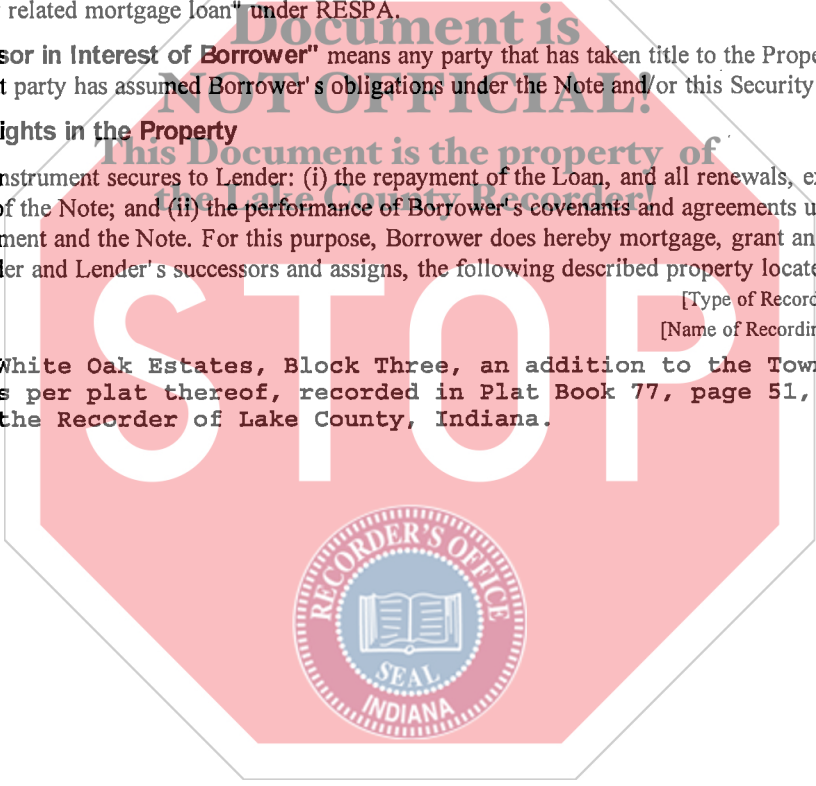 related mortgage loan" under RESPA.
Document is
sor in Interest of Borrower" means any party that has taken title to the Prope
t party has assumed Borrower's obligations under the Note and/or this Security
NOT OFFICIAL!
ights in the Property
This Document is the property of
nstrument secures to Lender: (i) the repayment of the Loan, and all renewals, e
the Lake County Recorder!
of the Note; and (ii) the performance of Borrower's covenants and agreements u
ment and the Note. For this purpose, Borrower does hereby mortgage, grant an
er and Lender's successors and assigns, the following described property locate
[Type of Record
[Name of Recordin
White Oak Estates, Block Three, an addition to the Town
s per plat thereof, recorded in Plat Book 77, page 51,
the Recorder of Lake County, Indiana.
STOP
RECORDER'S OFFICE
SEAL
INDIANA